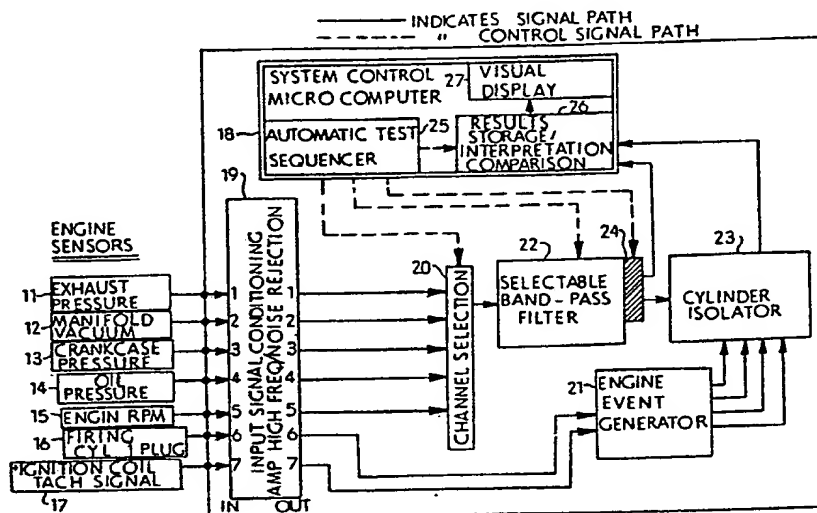 INDICATES SIGNAL PATH
" CONTROL SIGNAL PATH
SYSTEM CONTROL
MICRO COMPUTER
27
VISUAL
DISPLAY
18
AUTOMATIC TEST
SEQUENCER
25
26
RESULTS
STORAGE/
INTERPRETATION
COMPARISON
19
ENGINE
SENSORS
11
EXHAUST
PRESSURE
12
MANIFOLD
VACUUM
13
CRANKCASE
PRESSURE
14
OIL
PRESSURE
15
ENGIN RPM
16
FIRING
CYL 1 PLUG
*IGNITION COIL
TACH SIGNAL
17
1
2
3
4
5
6
7
INPUT SIGNAL CONDITIONING
AMP HIGH FREQ/NOISE REJECTION
1
2
3
4
5
6
7
IN
OUT
20
CHANNEL SELECTION
22
SELECTABLE
BAND-PASS
FILTER
24
23
CYLINDER
ISOLATOR
21
ENGINE
EVENT
GENERATOR